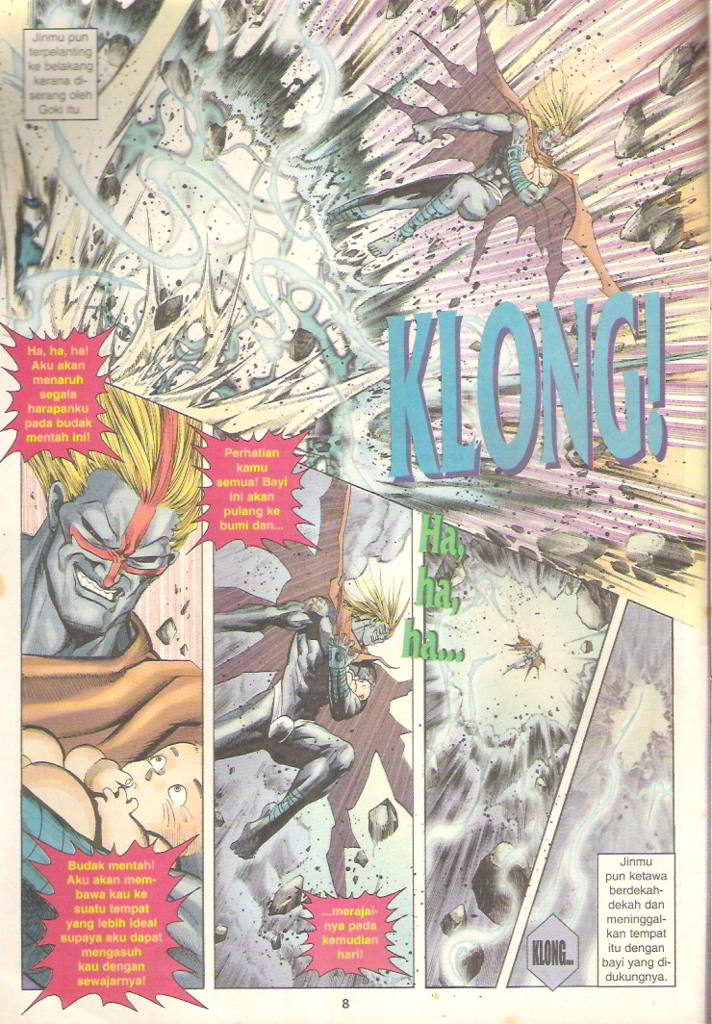 Jinmu pun
terpelanting
ke belakang
kerana di-
serang oleh
Goki itu.
KLONG!
Ha, ha, ha!
Aku akan
menaruh
segala
harapanku
pada budak
mentah ini!
Budak mentah!
Aku akan mem-
bawa kau ke
suatu tempat
yang lebih ideal
supaya aku dapat
mengasuh
kau dengan
sewajarnya!
Perhatian
kamu
semua! Bayi
ini akan
pulang ke
bumi dan...
...merajai-
nya pada
kemudian
hari!
Ha,
ha,
ha...
KLONG...
Jinmu
pun ketawa
berdekah-
dekah dan
meninggal-
kan tempat
itu dengan
bayi yang di-
dukungnya.
8